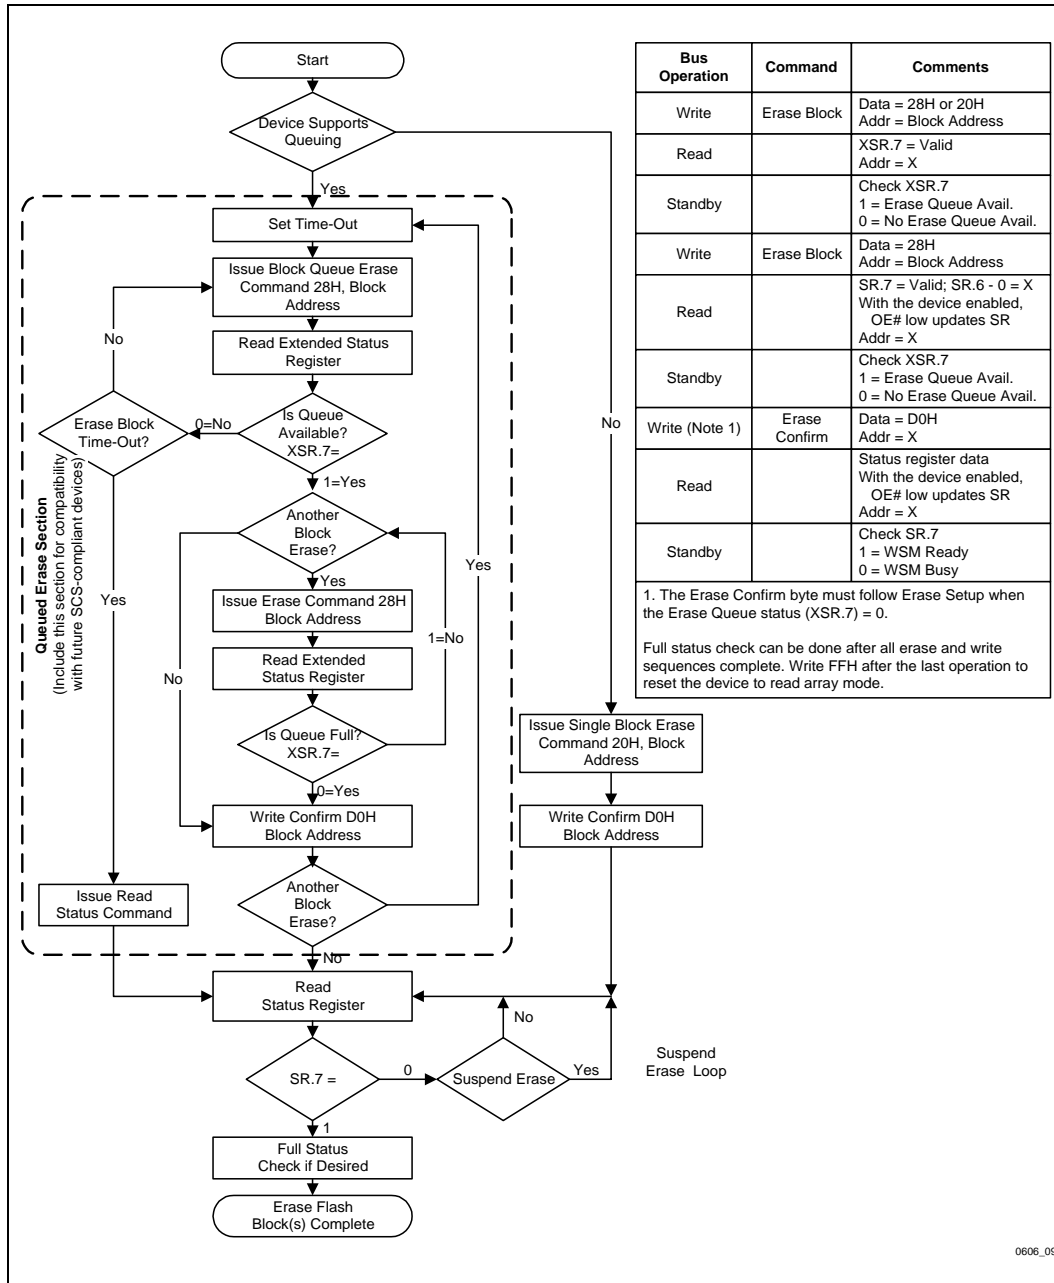 Start
Device Supports
Queuing
Yes
Set Time-Out
Issue Block Queue Erase
Command 28H, Block
Address
No
Read Extended Status
Register
Erase Block
Time-Out?
0=No
Is Queue
Available?
XSR.7=
No
1=Yes
Another
Block
Erase?
Yes
Yes
Yes
Issue Erase Command 28H
Block Address
1=No
Read Extended
Status Register
No
Is Queue Full?
XSR.7=
0=Yes
Write Confirm D0H
Block Address
Issue Read
Status Command
Another
Block
Erase?
No
Queued Erase Section
(Include this section for compatibility
with future SCS-compliant devices)
Issue Single Block Erase
Command 20H, Block
Address
Write Confirm D0H
Block Address
Read
Status Register
No
SR.7 =
0
Suspend Erase
Yes
Suspend
Erase Loop
1
Full Status
Check if Desired
Erase Flash
Block(s) Complete
Bus
Operation
Command
Comments
Write
Erase Block
Data = 28H or 20H
Addr = Block Address
Read
XSR.7 = Valid
Addr = X
Standby
Check XSR.7
1 = Erase Queue Avail.
0 = No Erase Queue Avail.
Write
Erase Block
Data = 28H
Addr = Block Address
Read
SR.7 = Valid; SR.6 - 0 = X
With the device enabled,
OE# low updates SR
Addr = X
Standby
Check XSR.7
1 = Erase Queue Avail.
0 = No Erase Queue Avail.
Write (Note 1)
Erase
Confirm
Data = D0H
Addr = X
Read
Status register data
With the device enabled,
OE# low updates SR
Addr = X
Standby
Check SR.7
1 = WSM Ready
0 = WSM Busy
1. The Erase Confirm byte must follow Erase Setup when
the Erase Queue status (XSR.7) = 0.
Full status check can be done after all erase and write
sequences complete. Write FFH after the last operation to
reset the device to read array mode.
0606_09